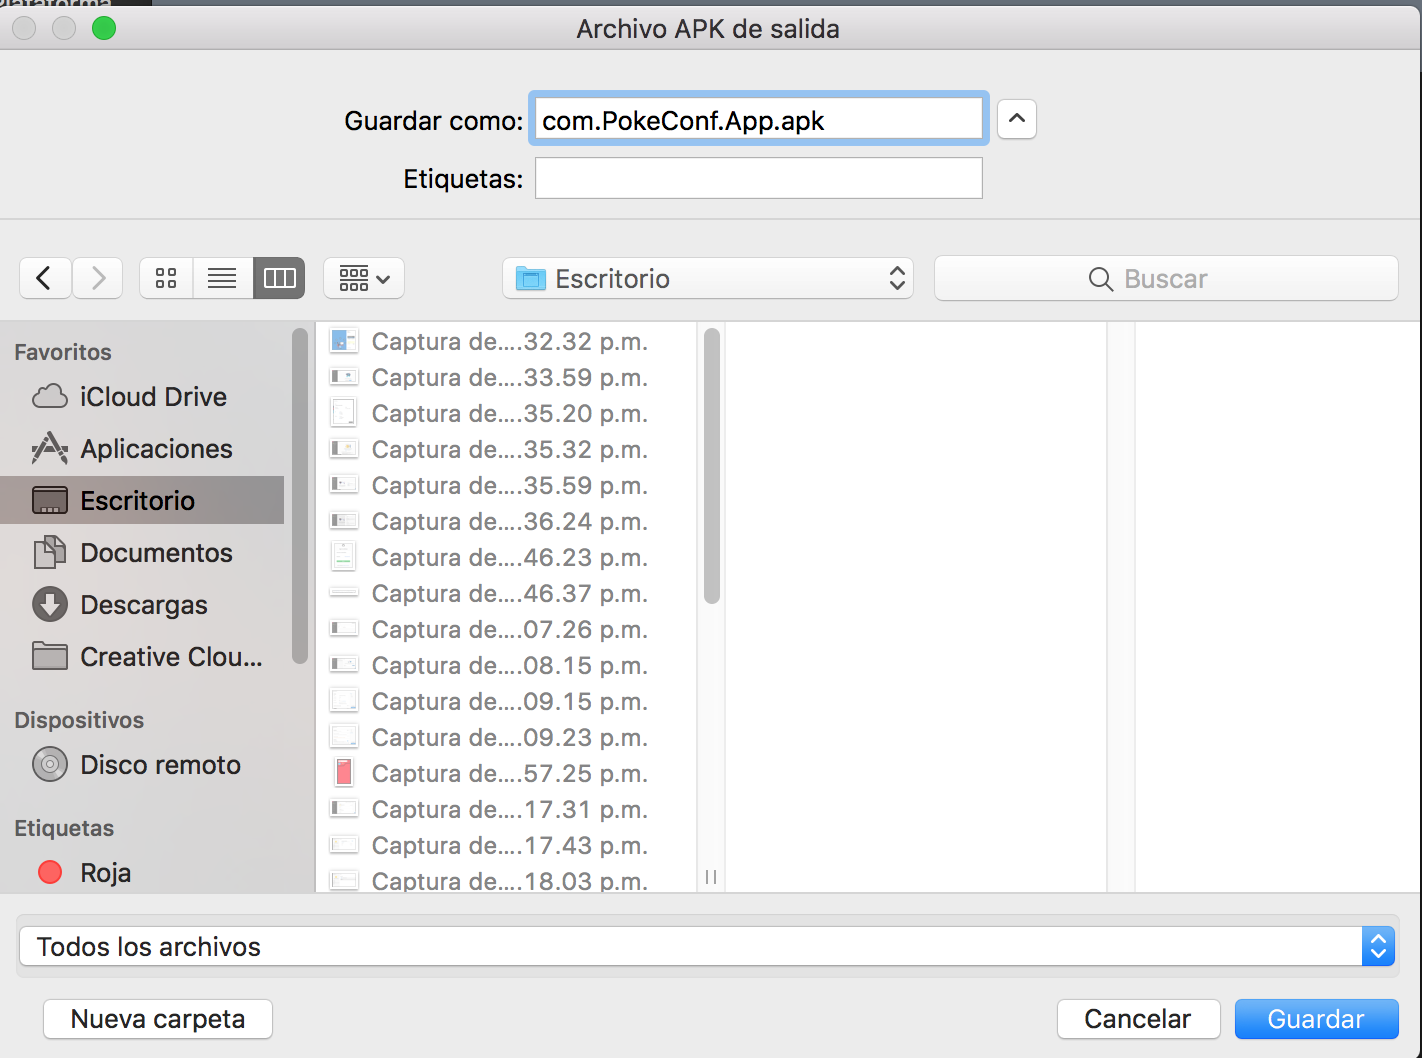 Archivo APK de salida
Guardar como: com.PokeConf.App.apk
Etiquetas:
Escritorio
Buscar
Favoritos
iCloud Drive
Aplicaciones
Escritorio
Documentos
Descargas
Creative Clou...
Dispositivos
Disco remoto
Etiquetas
Roja
Captura de....32.32 p.m.
Captura de....33.59 p.m.
Captura de....35.20 p.m.
Captura de....35.32 p.m.
Captura de....35.59 p.m.
Captura de....36.24 p.m.
Captura de....46.23 p.m.
Captura de....46.37 p.m.
Captura de....07.26 p.m.
Captura de....08.15 p.m.
Captura de....09.15 p.m.
Captura de....09.23 p.m.
Captura de....57.25 p.m.
Captura de....17.31 p.m.
Captura de....17.43 p.m.
Captura de....18.03 p.m.
Todos los archivos
Nueva carpeta
Cancelar
Guardar